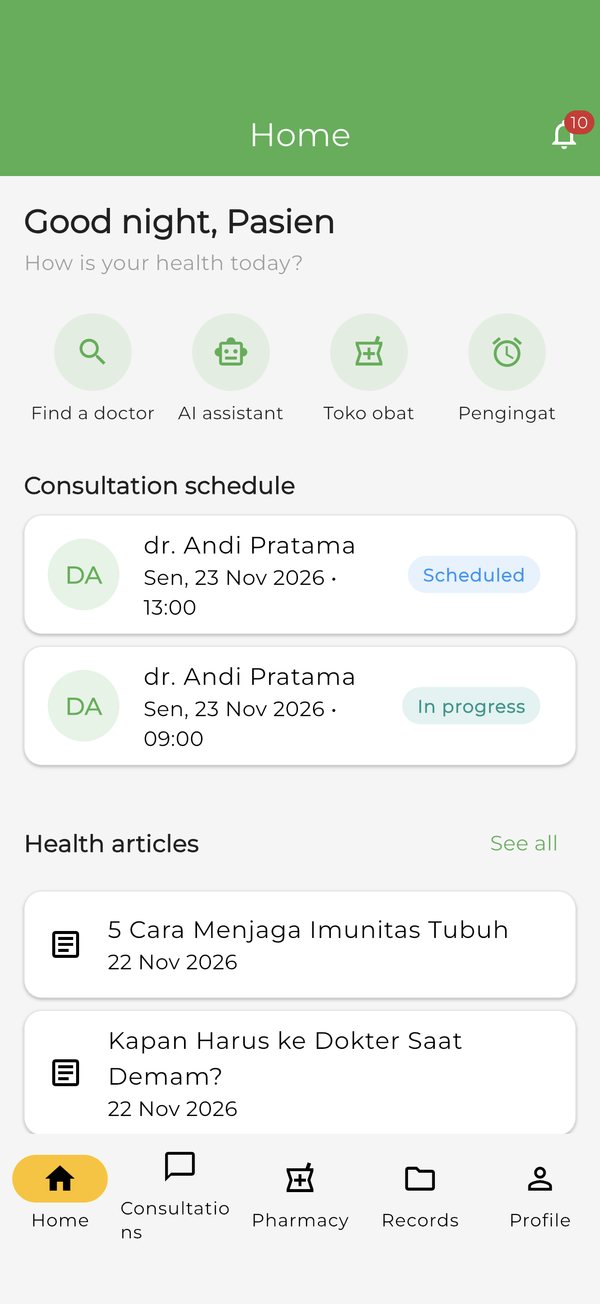 Home
10
Good night, Pasien
How is your health today?
Find a doctor
AI assistant
Toko obat
Pengingat
Consultation schedule
DA
dr. Andi Pratama
Sen, 23 Nov 2026 •
13:00
Scheduled
DA
dr. Andi Pratama
Sen, 23 Nov 2026 •
09:00
In progress
Health articles
See all
5 Cara Menjaga Imunitas Tubuh
22 Nov 2026
Kapan Harus ke Dokter Saat
Demam?
22 Nov 2026
Home
Consultatio
ns
Pharmacy
Records
Profile